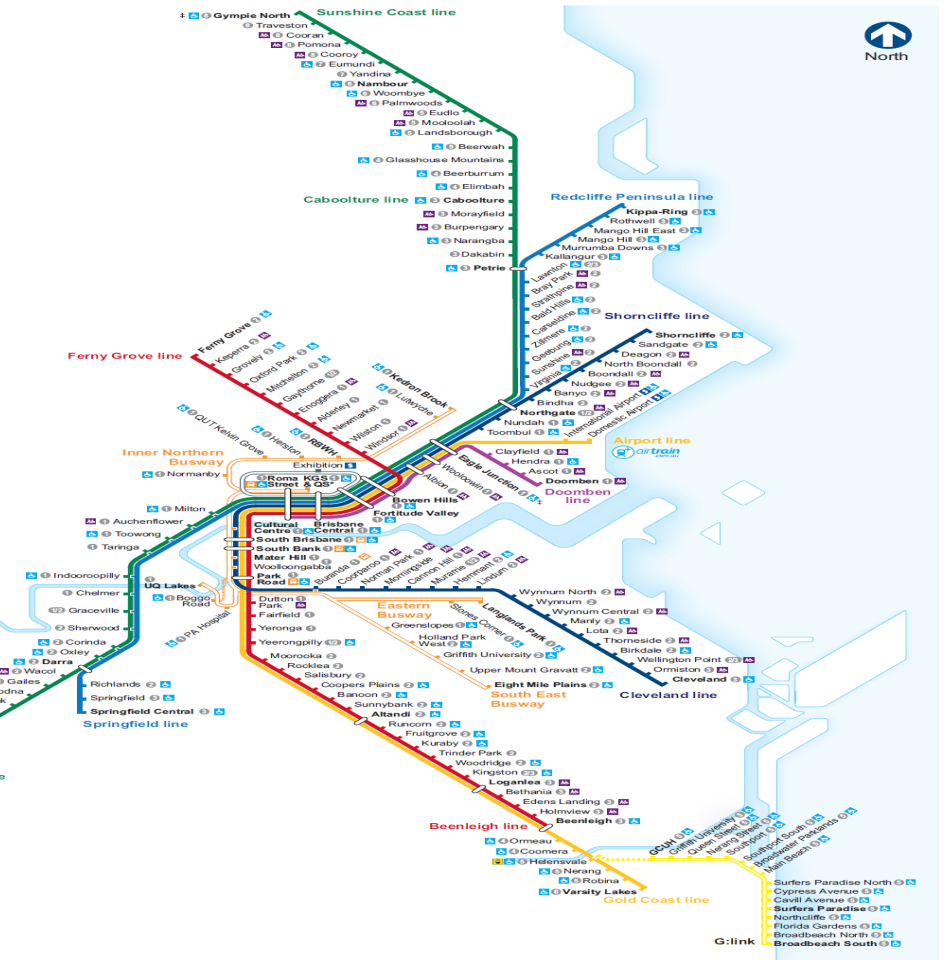 Gympie North
Sunshine Coast line
Traveston
Cooran
Pomona
Cooroy
Eumundi
Yandina
Nambour
Woombye
Palmwoods
Eudlo
Mooloolah
Landsborough
Beerwah
Glasshouse Mountains
Beerburrum
Elimbah
Caboolture line
Caboolture
Morayfield
Burpengary
Narangba
Dakabin
Petrie
North
Redcliffe Peninsula line
Kippa-Ring
Rothwell
Mango Hill East
Mango Hill
Murrumba Downs
Kallangur
Lawnton
Bray Park
Strathpine
Bald Hills
Carseldine
Zillmere
Geebung
Sunshine
Virginia
Shorncliffe line
Shorncliffe
Sandgate
Deagon
North Boondall
Boondall
Nudgee
Banyo
Bindha
Northgate
Nundah
Toombul
International Airport
Domestic Airport
Airport line
airtrain
Clayfield
Hendra
Ascot
Doomben
Doomben
line
Ferny Grove line
Ferny Grove
Keperra
Grovely
Oxford Park
Mitchelton
Gaythorne
Enoggera
Alderley
Newmarket
Wilston
Windsor
Kedron Brook
Lutwyche
QUT Kelvin Grove
Herston
RBWH
Inner Northern
Busway
Normanby
Exhibition
Roma
Street
KGS
& QS*
Eagle Junction
Wooloowin
Albion
Bowen Hills
Fortitude Valley
Cultural
Centre
Brisbane
Central
South Brisbane
South Bank
Mater Hill
Woolloongabba
Park
Road
Milton
Auchenflower
Toowong
Taringa
Indooroopilly
Chelmer
Graceville
Sherwood
Corinda
Oxley
Darra
Wacol
Gailes
odna
k
Richlands
Springfield
Springfield Central
Springfield line
UQ Lakes
Boggo
Road
PA Hospital
Buranda
Coorparoo
Norman Park
Morningside
Cannon Hill
Murarrie
Hemmant
Lindum
Wynnum North
Wynnum
Wynnum Central
Manly
Lota
Thorneside
Birkdale
Wellington Point
Ormiston
Cleveland
Cleveland line
Eastern
Busway
Stones Corner
Langlands Park
Greenslopes
Holland Park
West
Griffith University
Upper Mount Gravatt
Eight Mile Plains
South East
Busway
Dutton
Park
Fairfield
Yeronga
Yeerongpilly
Moorooka
Rocklea
Salisbury
Coopers Plains
Banoon
Sunnybank
Altandi
Runcorn
Fruitgrove
Kuraby
Trinder Park
Woodridge
Kingston
Loganlea
Bethania
Edens Landing
Holmview
Beenleigh
Beenleigh line
Ormeau
Coomera
Helensvale
Nerang
Robina
Varsity Lakes
Gold Coast line
GCUH
Griffith University
Queen Street
Nerang Street
Southport
Southport South
Broadwater Parklands
Main Beach
Surfers Paradise North
Cypress Avenue
Cavill Avenue
Surfers Paradise
Northcliffe
Florida Gardens
Broadbeach North
Broadbeach South
G:link